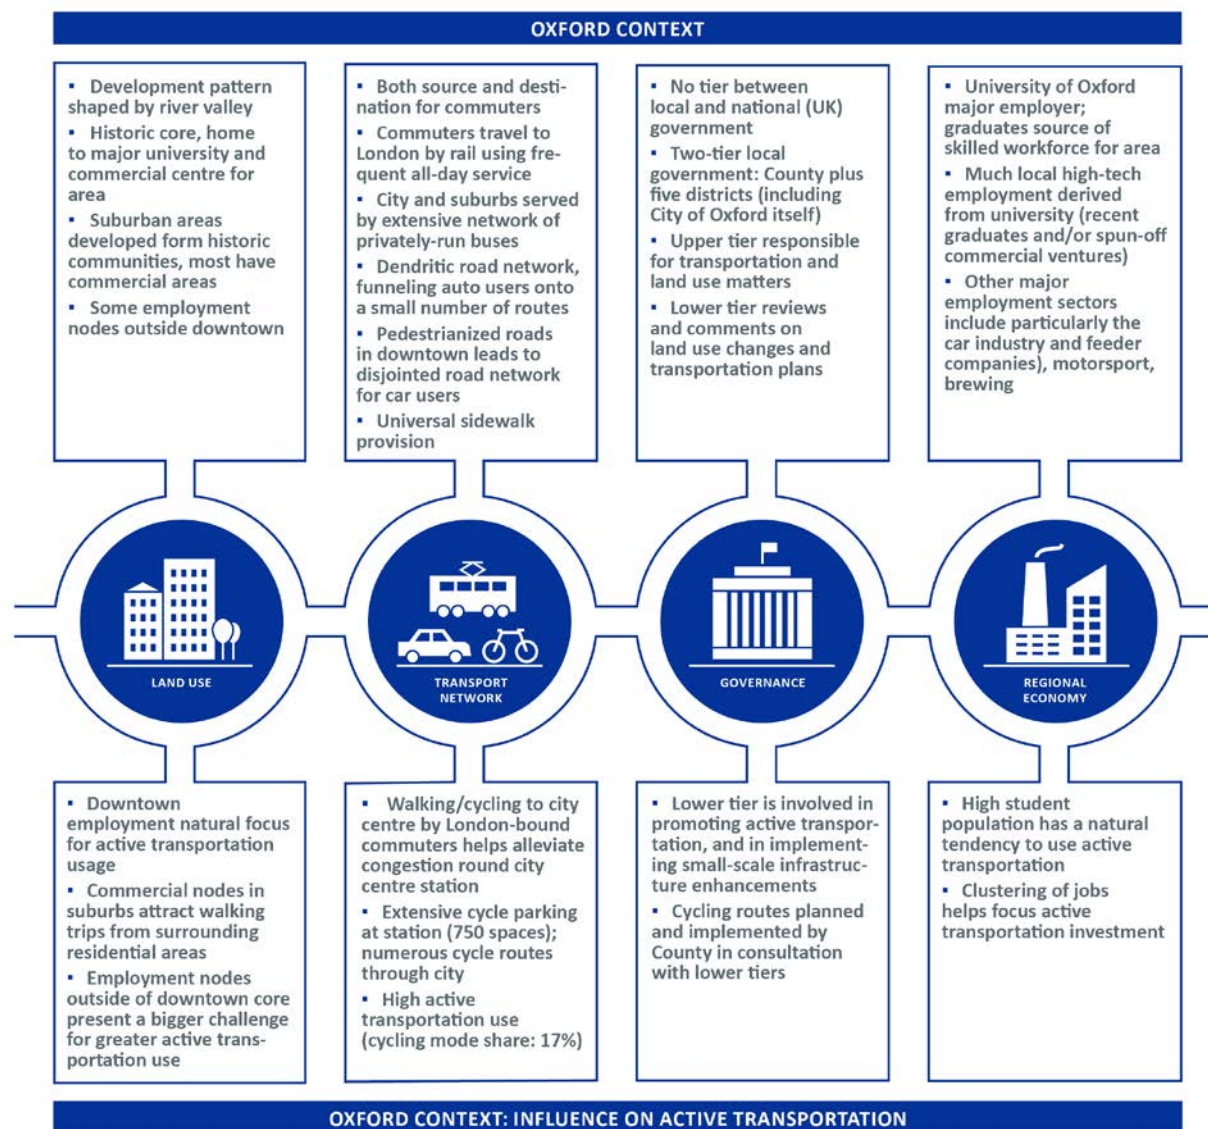 OXFORD CONTEXT
▪ Development pattern
shaped by river valley
▪ Historic core, home
to major university and
commercial centre for
area
▪ Suburban areas
developed form historic
communities, most have
commercial areas
▪ Some employment
nodes outside downtown
▪ Both source and desti-
nation for commuters
▪ Commuters travel to
London by rail using fre-
quent all-day service
▪ City and suburbs served
by extensive network of
privately-run buses
▪ Dendritic road network,
funneling auto users onto
a small number of routes
▪ Pedestrianized roads
in downtown leads to
disjointed road network
for car users
▪ Universal sidewalk
provision
▪ No tier between
local and national (UK)
government
▪ Two-tier local
government: County plus
five districts (including
City of Oxford itself)
▪ Upper tier responsible
for transportation and
land use matters
▪ Lower tier reviews
and comments on
land use changes and
transportation plans
▪ University of Oxford
major employer;
graduates source of
skilled workforce for area
▪ Much local high-tech
employment derived
from university (recent
graduates and/or spun-off
commercial ventures)
▪ Other major
employment sectors
include particularly the
car industry and feeder
companies), motorsport,
brewing
LAND USE
TRANSPORT
NETWORK
GOVERNANCE
REGIONAL
ECONOMY
▪ Downtown
employment natural focus
for active transportation
usage
▪ Commercial nodes in
suburbs attract walking
trips from surrounding
residential areas
▪ Employment nodes
outside of downtown core
present a bigger challenge
for greater active trans-
portation use
▪ Walking/cycling to city
centre by London-bound
commuters helps alleviate
congestion round city
centre station
▪ Extensive cycle parking
at station (750 spaces);
numerous cycle routes
through city
▪ High active
transportation use
(cycling mode share: 17%)
▪ Lower tier is involved in
promoting active transpor-
tation, and in implement-
ing small-scale infrastruc-
ture enhancements
▪ Cycling routes planned
and implemented by
County in consultation
with lower tiers
▪ High student
population has a natural
tendency to use active
transportation
▪ Clustering of jobs
helps focus active
transportation investment
OXFORD CONTEXT: INFLUENCE ON ACTIVE TRANSPORTATION